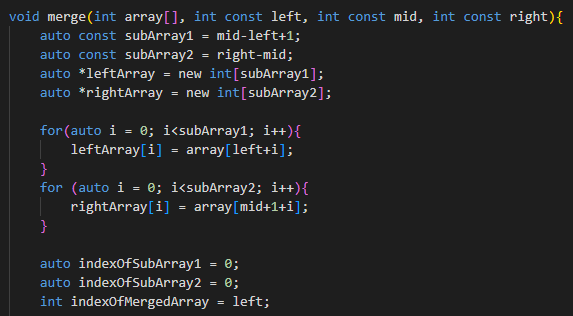 void merge(int array[], int const left, int const mid, int const right){
    auto const subArray1 = mid-left+1;
    auto const subArray2 = right-mid;
    auto *leftArray = new int[subArray1];
    auto *rightArray = new int[subArray2];

    for(auto i = 0; i<subArray1; i++){
        leftArray[i] = array[left+i];
    }
    for (auto i = 0; i<subArray2; i++){
        rightArray[i] = array[mid+1+i];
    }

    auto indexOfSubArray1 = 0;
    auto indexOfSubArray2 = 0;
    int indexOfMergedArray = left;